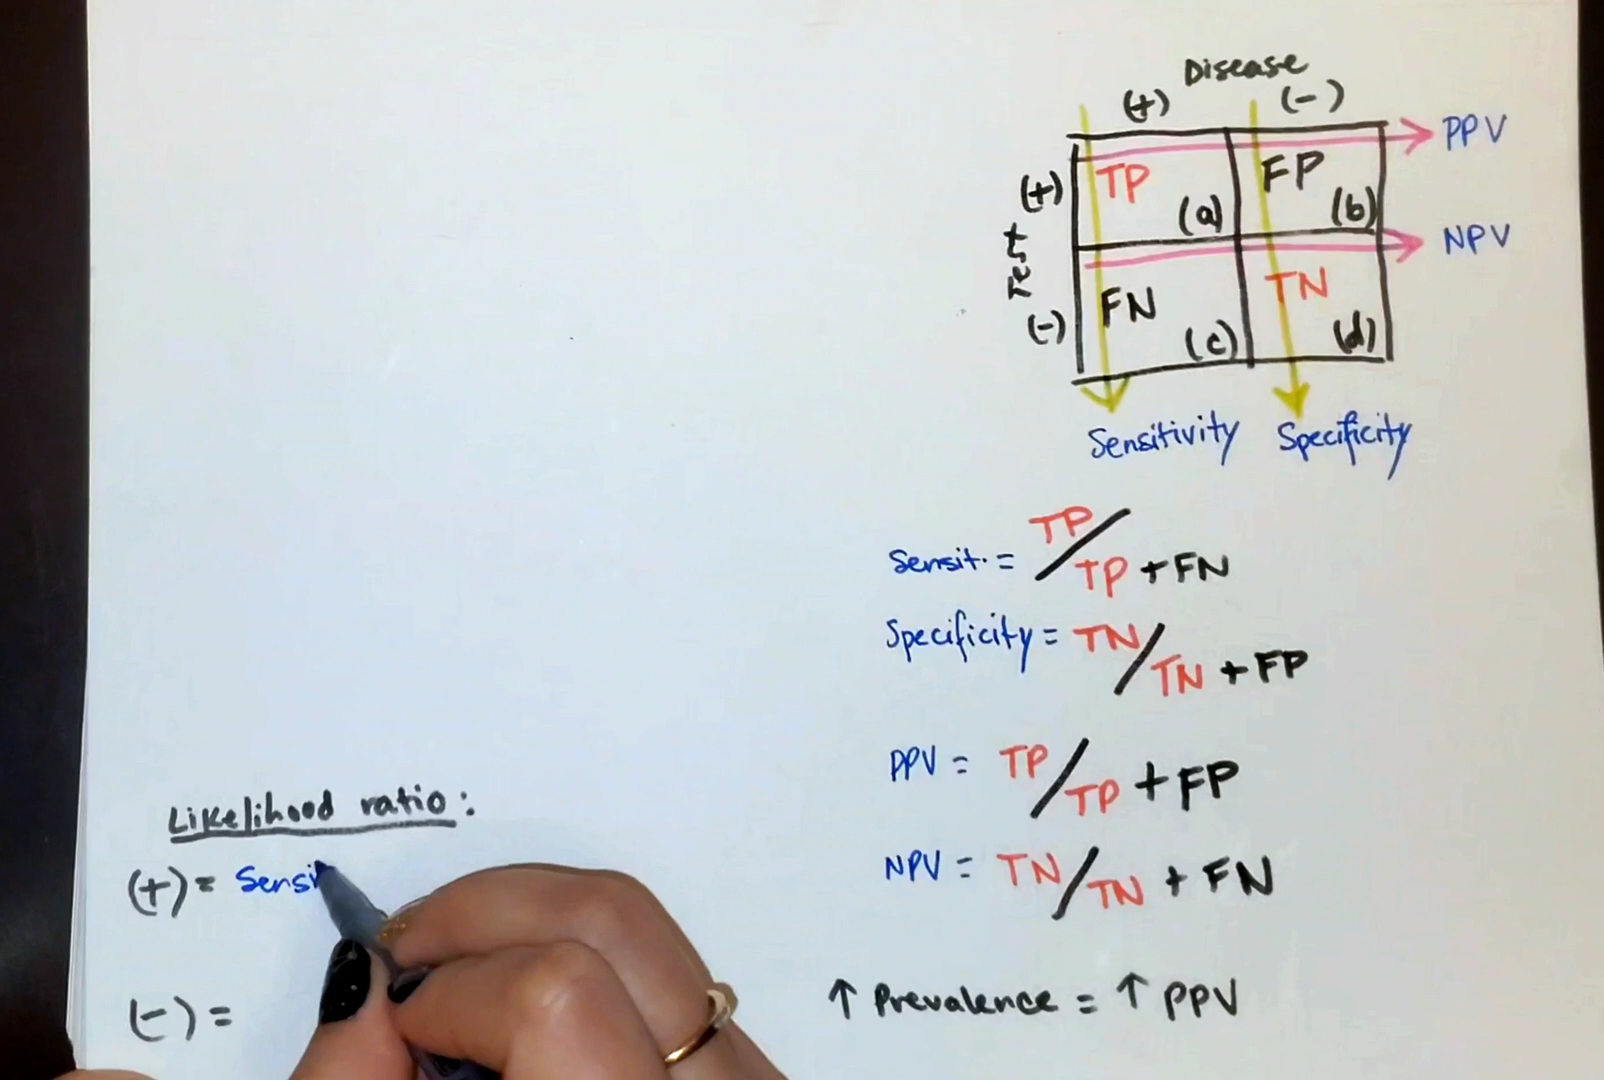 Disease
(+) (-)
PPV
(+) TP (a) FP (b)
Test
NPV
(-) FN (c) TN (d)
Sensitivity Specificity
Sensit. = TP / TP + FN
Specificity = TN / TN + FP
PPV = TP / TP + FP
NPV = TN / TN + FN
↑ Prevalence = ↑ PPV
Likelihood ratio:
(+) = Sensi
(-) =